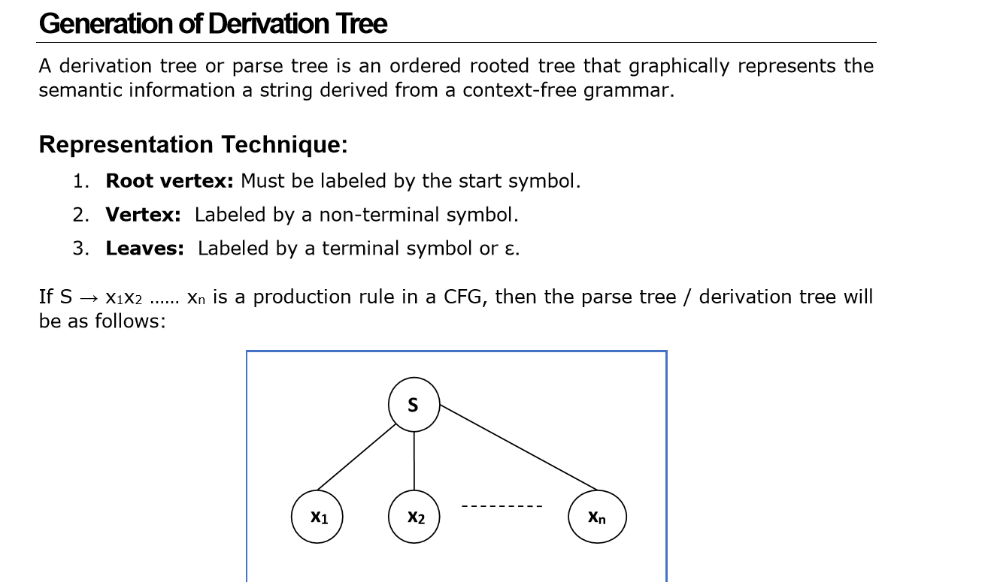 Generation of Derivation Tree
A derivation tree or parse tree is an ordered rooted tree that graphically represents the
semantic information a string derived from a context-free grammar.
Representation Technique:
1. Root vertex: Must be labeled by the start symbol.
2. Vertex: Labeled by a non-terminal symbol.
3. Leaves: Labeled by a terminal symbol or ε.
If S → x1x2 …… xn is a production rule in a CFG, then the parse tree / derivation tree will
be as follows:
S
x1 x2 xn